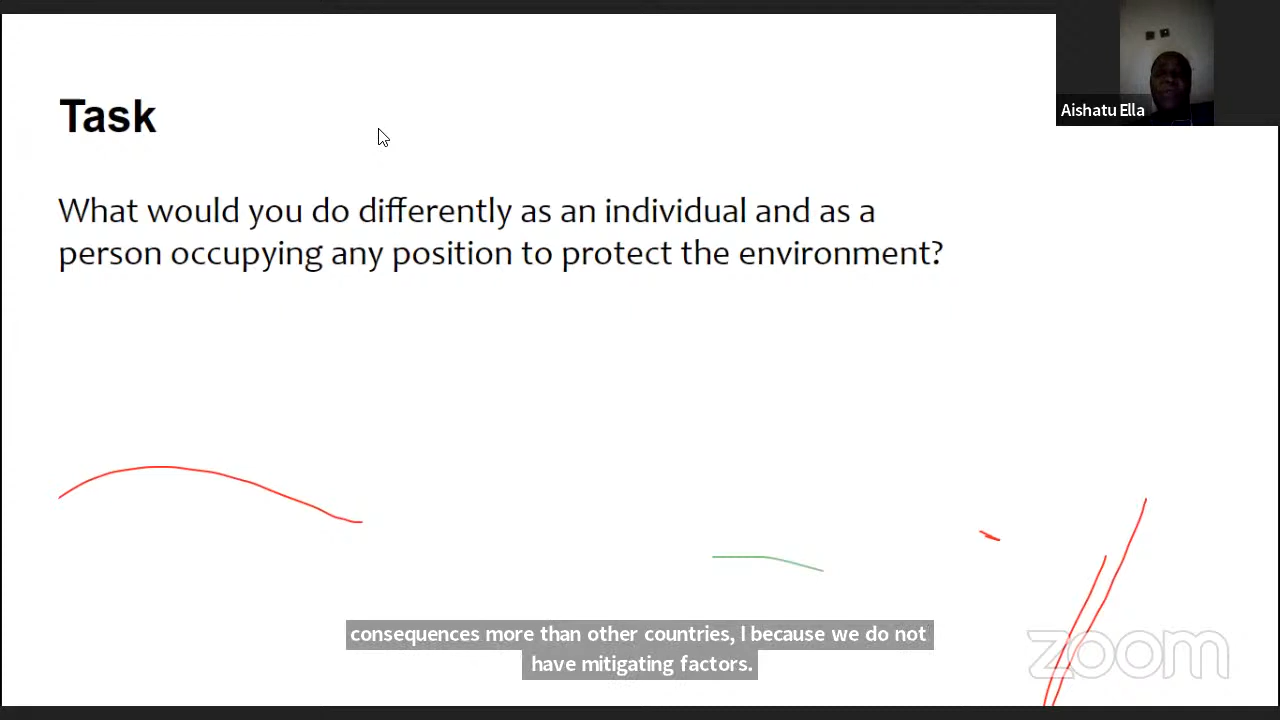 Task
Aishatu Ella
What would you do differently as an individual and as a
person occupying any position to protect the environment?
consequences more than other countries, I because we do not
have mitigating factors.
zoom